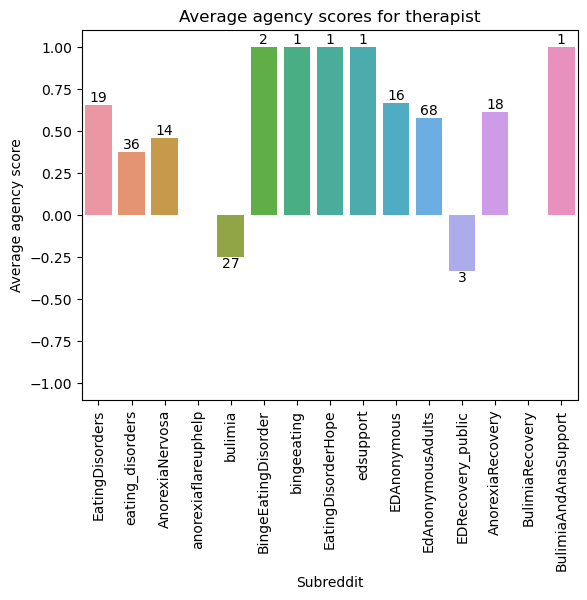 Average agency scores for therapist
Average agency score
1.00
0.75
0.50
0.25
0.00
−0.25
−0.50
−0.75
−1.00
19
36
14
27
2
1
1
1
16
68
3
18
1
EatingDisorders
eating_disorders
AnorexiaNervosa
anorexiaflareuphelp
bulimia
BingeEatingDisorder
bingeeating
EatingDisorderHope
edsupport
EDAnonymous
EdAnonymousAdults
EDRecovery_public
AnorexiaRecovery
BulimiaRecovery
BulimiaAndAnaSupport
Subreddit